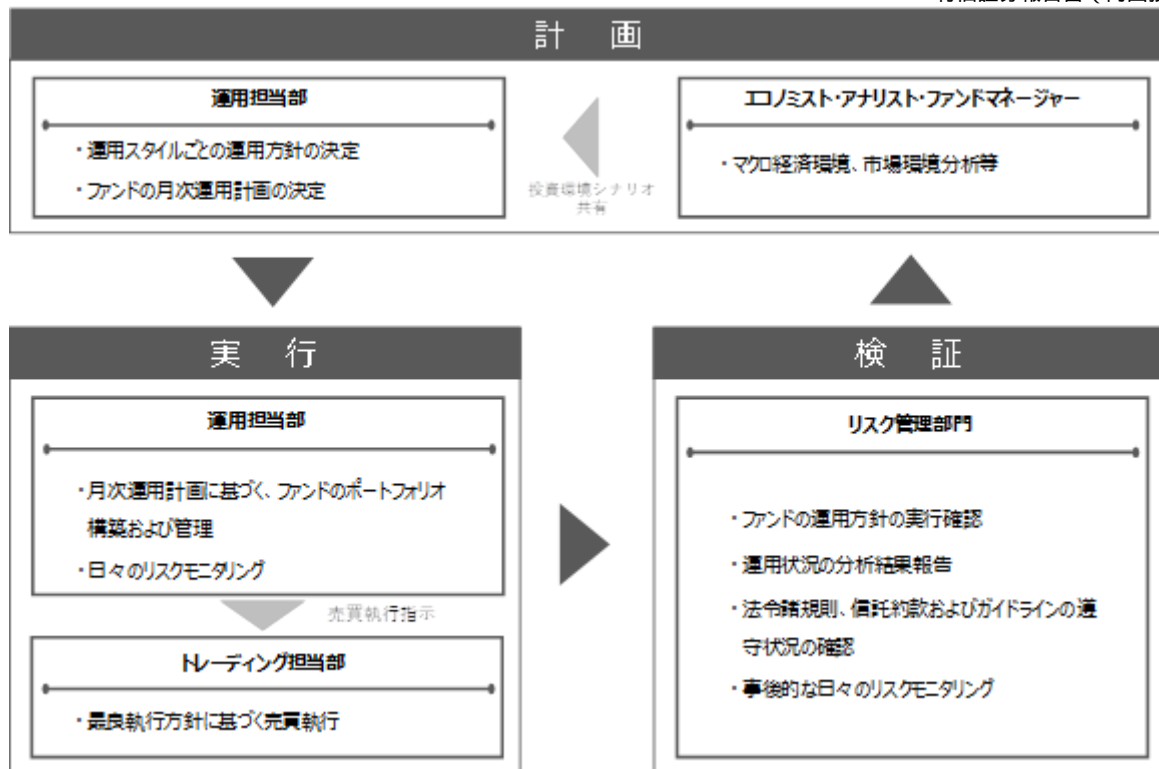 計 画
運用担当部
・運用スタイルごとの運用方針の決定
・ファンドの月次運用計画の決定
投資環境シナリオ
共有
エコノミスト・アナリスト・ファンドマネージャー
・マクロ経済環境、市場環境分析等
実 行
運用担当部
・月次運用計画に基づく、ファンドのポートフォリオ
構築および管理
・日々のリスクモニタリング
売買執行指示
トレーディング担当部
・最良執行方針に基づく売買執行
検 証
リスク管理部門
・ファンドの運用方針の実行確認
・運用状況の分析結果報告
・法令諸規則、信託約款およびガイドラインの遵
守状況の確認
・事後的な日々のリスクモニタリング